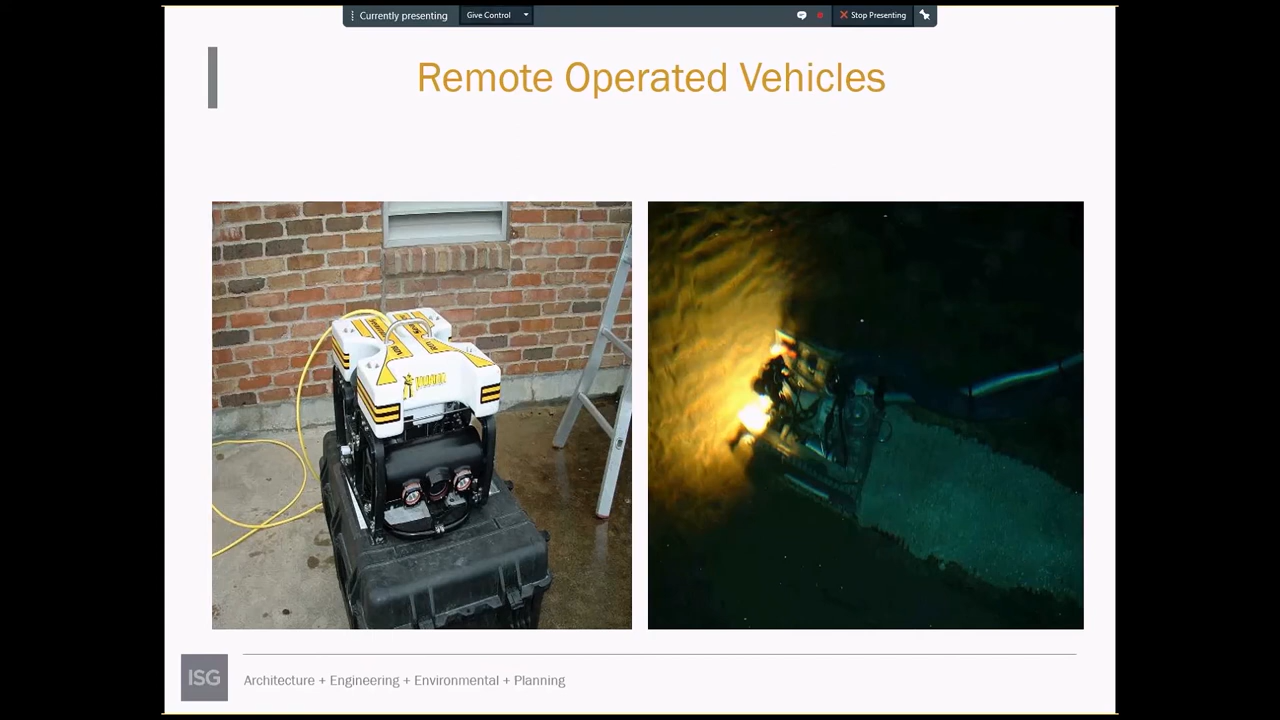 Currently presenting
Give Control
Stop Presenting
Remote Operated Vehicles
ISG
Architecture + Engineering + Environmental + Planning